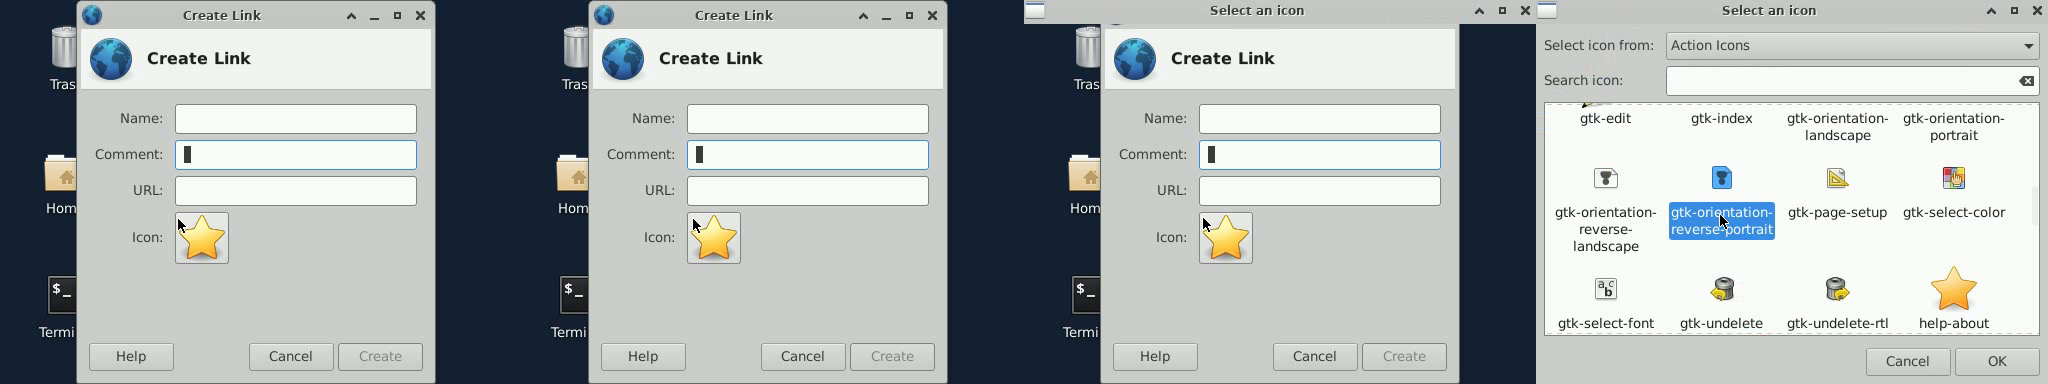 Create Link
Create Link
Name:
Comment:
URL:
Icon:
Help
Cancel
Create
Tras
Hom
$_
Termi
Create Link
Create Link
Name:
Comment:
URL:
Icon:
Help
Cancel
Create
Tras
Hom
$_
Termi
Select an icon
Create Link
Name:
Comment:
URL:
Icon:
Help
Cancel
Create
Tras
Hom
$_
Termi
Select an icon
Select icon from:
Action Icons
Search icon:
gtk-edit
gtk-index
gtk-orientation-
landscape
gtk-orientation-
portrait
gtk-orientation-
reverse-
landscape
gtk-orientation-
reverse-portrait
gtk-page-setup
gtk-select-color
abc
gtk-select-font
gtk-undelete
gtk-undelete-rtl
help-about
Cancel
OK